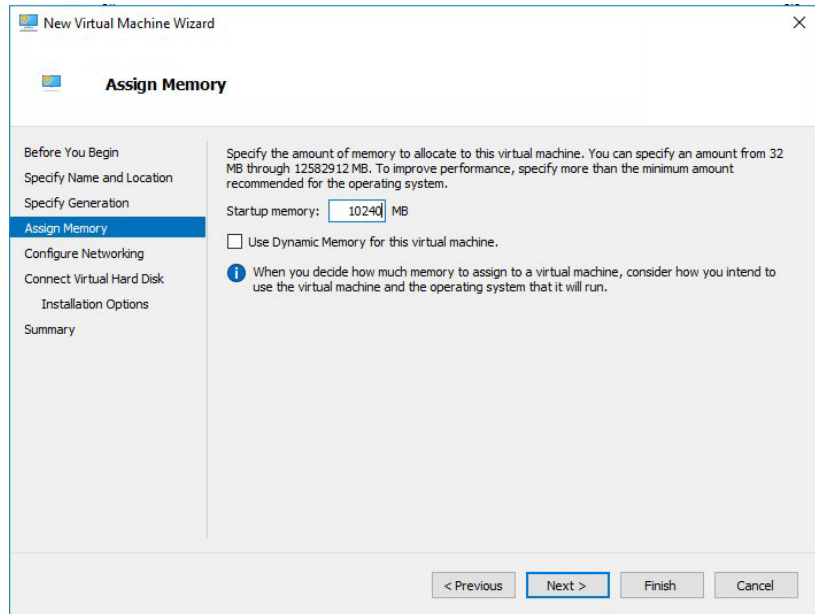 New Virtual Machine Wizard
Assign Memory
Before You Begin
Specify Name and Location
Specify Generation
Assign Memory
Configure Networking
Connect Virtual Hard Disk
Installation Options
Summary
Specify the amount of memory to allocate to this virtual machine. You can specify an amount from 32
MB through 12582912 MB. To improve performance, specify more than the minimum amount
recommended for the operating system.
Startup memory: 10240 MB
Use Dynamic Memory for this virtual machine.
When you decide how much memory to assign to a virtual machine, consider how you intend to
use the virtual machine and the operating system that it will run.
< Previous Next > Finish Cancel